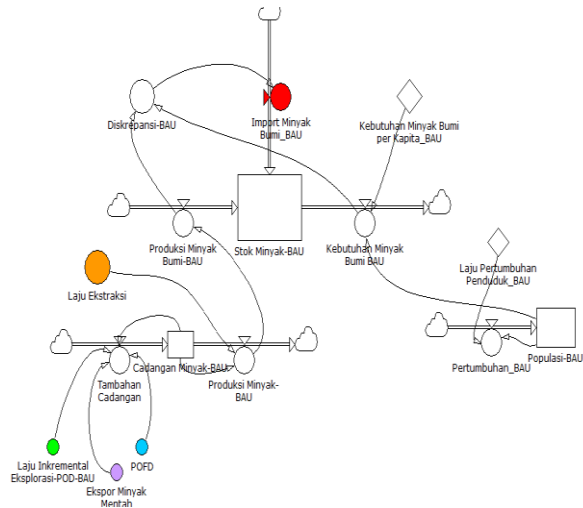 Diskrepansi-BAU
Import Minyak
Bumi_BAU
Kebutuhan Minyak Bumi
per Kapita_BAU
Produksi Minyak
Bumi-BAU
Stok Minyak-BAU
Kebutuhan Minyak
Bumi BAU
Laju Pertumbuhan
Penduduk_BAU
Laju Ekstraksi
Cadangan Minyak-BAU
Tambahan
Cadangan
Produksi Minyak-
BAU
Pertumbuhan_BAU
Populasi-BAU
Laju Inkremental
Eksplorasi-POD-BAU
POFD
Ekspor Minyak
Mentah